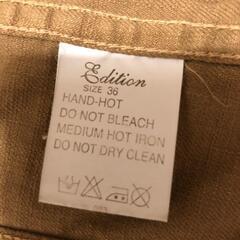 Edition
SIZE 36
HAND-HOT
DO NOT BLEACH
MEDIUM HOT IRON
DO NOT DRY CLEAN